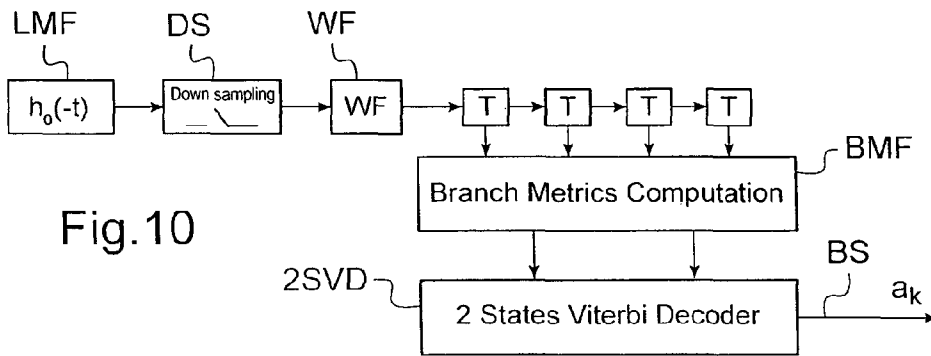 LMF DS WF
h₀(-t) Down sampling WF T T T T
BMF
Branch Metrics Computation
Fig.10
2SVD BS
2 States Viterbi Decoder aₖ